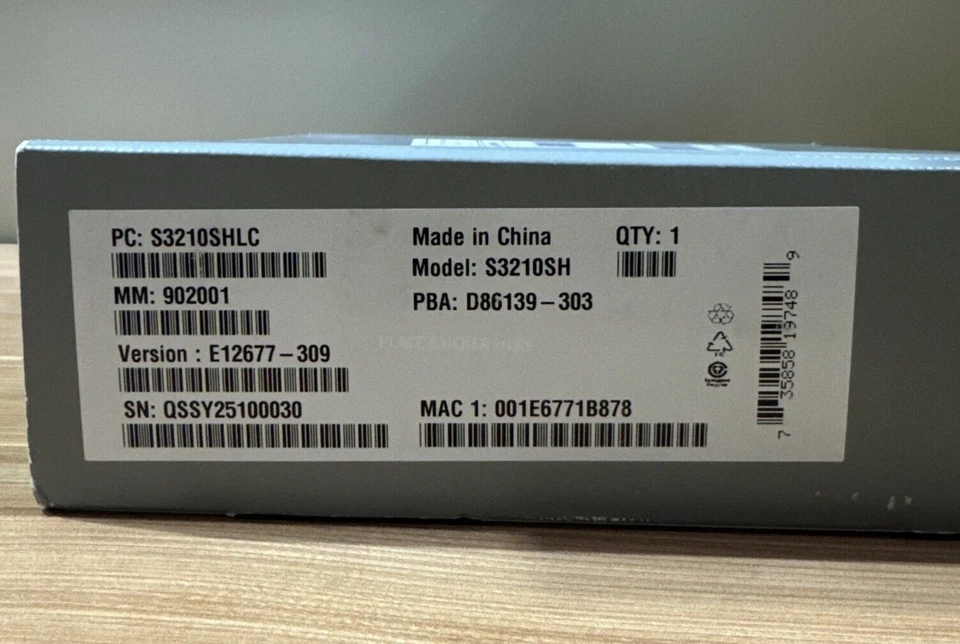 PC: S3210SHLC
Made in China
QTY: 1
Model: S3210SH
MM: 902001
PBA: D86139-303
Version : E12677-309
SN: QSSY25100030
MAC 1: 001E6771B878
7 35858 19748 9